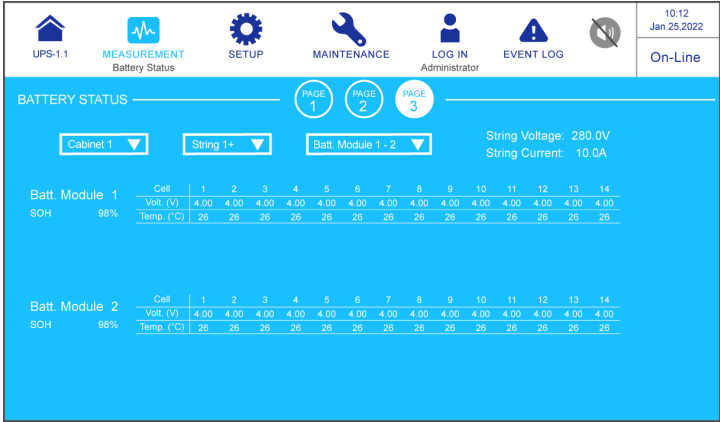 10:12
Jan 25,2022
UPS-1.1 MEASUREMENT SETUP MAINTENANCE LOG IN EVENT LOG On-Line
Battery Status Administrator
BATTERY STATUS PAGE 1 PAGE 2 PAGE 3
Cabinet 1 String 1+ Batt. Module 1 - 2
String Voltage: 280.0V
String Current: 10.0A
Batt. Module 1
SOH 98%
Cell 1 2 3 4 5 6 7 8 9 10 11 12 13 14
Volt. (V) 4.00 4.00 4.00 4.00 4.00 4.00 4.00 4.00 4.00 4.00 4.00 4.00 4.00 4.00
Temp. (°C) 26 26 26 26 26 26 26 26 26 26 26 26 26 26
Batt. Module 2
SOH 98%
Cell 1 2 3 4 5 6 7 8 9 10 11 12 13 14
Volt. (V) 4.00 4.00 4.00 4.00 4.00 4.00 4.00 4.00 4.00 4.00 4.00 4.00 4.00 4.00
Temp. (°C) 26 26 26 26 26 26 26 26 26 26 26 26 26 26